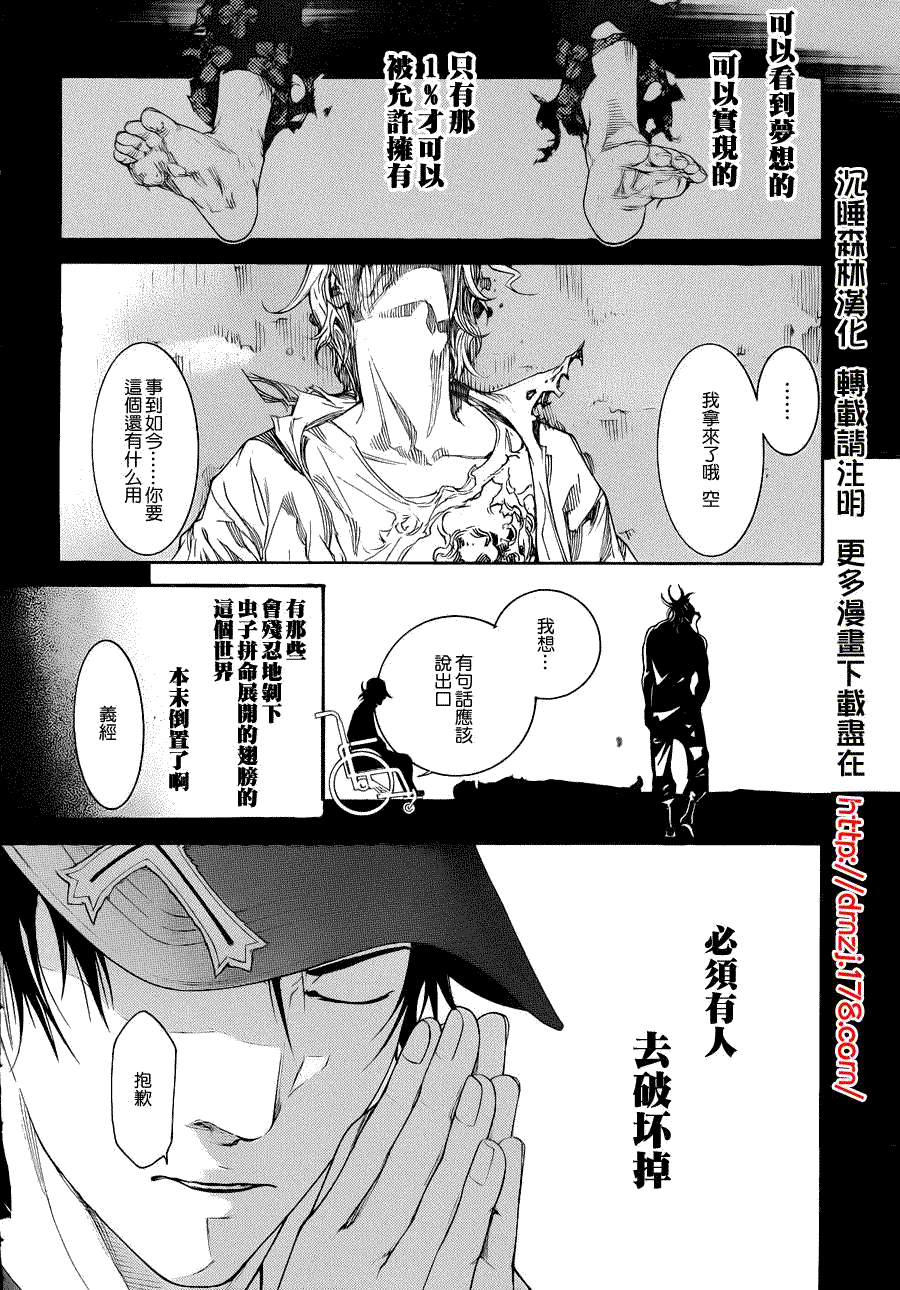 可以看到夢想的
可以實現的
只有那
1%才可以
被允許擁有
……
我拿來了哦 空
事到如今……你要
這個還有什么用
我想…
有句話應該
說出口
有那些
會殘忍地剝下
虫子拼命展開的翅膀的
這個世界
本末倒置了啊
義經
必須有人
去破坏掉
抱歉
沉睡森林漢化 轉載請注明 更多漫畫下載盡在 http://dmzj.178.com/